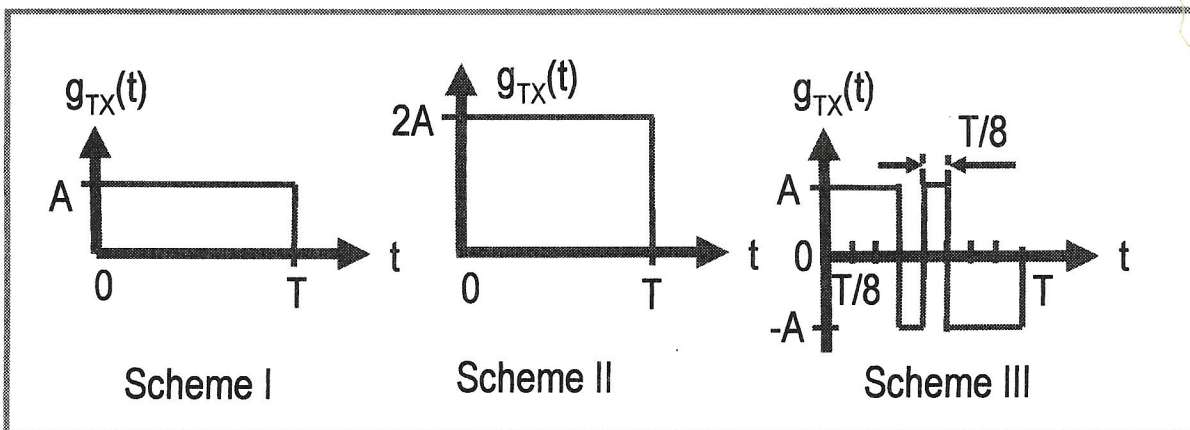 g_TX(t)
A
0
T
t
Scheme I
g_TX(t)
2A
0
T
t
Scheme II
g_TX(t)
T/8
A
0
T/8
T
t
-A
Scheme III